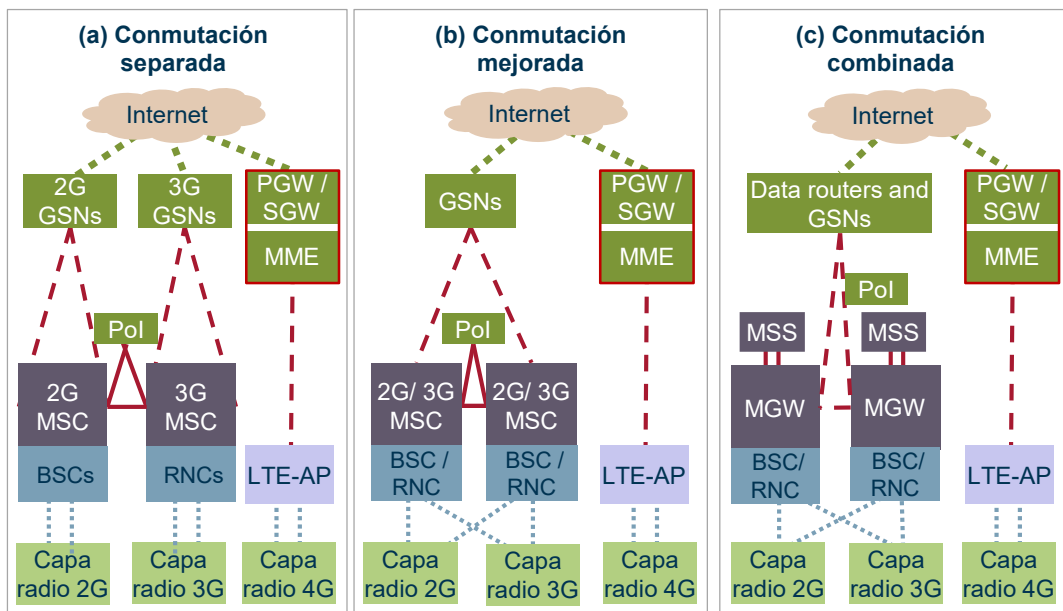 (a) Conmutación
separada
Internet
2G
GSNs
3G
GSNs
PGW /
SGW
MME
PoI
2G
MSC
3G
MSC
BSCs
RNCs
LTE-AP
Capa
radio 2G
Capa
radio 3G
Capa
radio 4G
(b) Conmutación
mejorada
Internet
GSNs
PGW /
SGW
MME
PoI
2G/ 3G
MSC
2G/ 3G
MSC
BSC /
RNC
BSC /
RNC
LTE-AP
Capa
radio 2G
Capa
radio 3G
Capa
radio 4G
(c) Conmutación
combinada
Internet
Data routers and
GSNs
PGW /
SGW
MME
PoI
MSS
MSS
MGW
MGW
BSC/
RNC
BSC/
RNC
LTE-AP
Capa
radio 2G
Capa
radio 3G
Capa
radio 4G